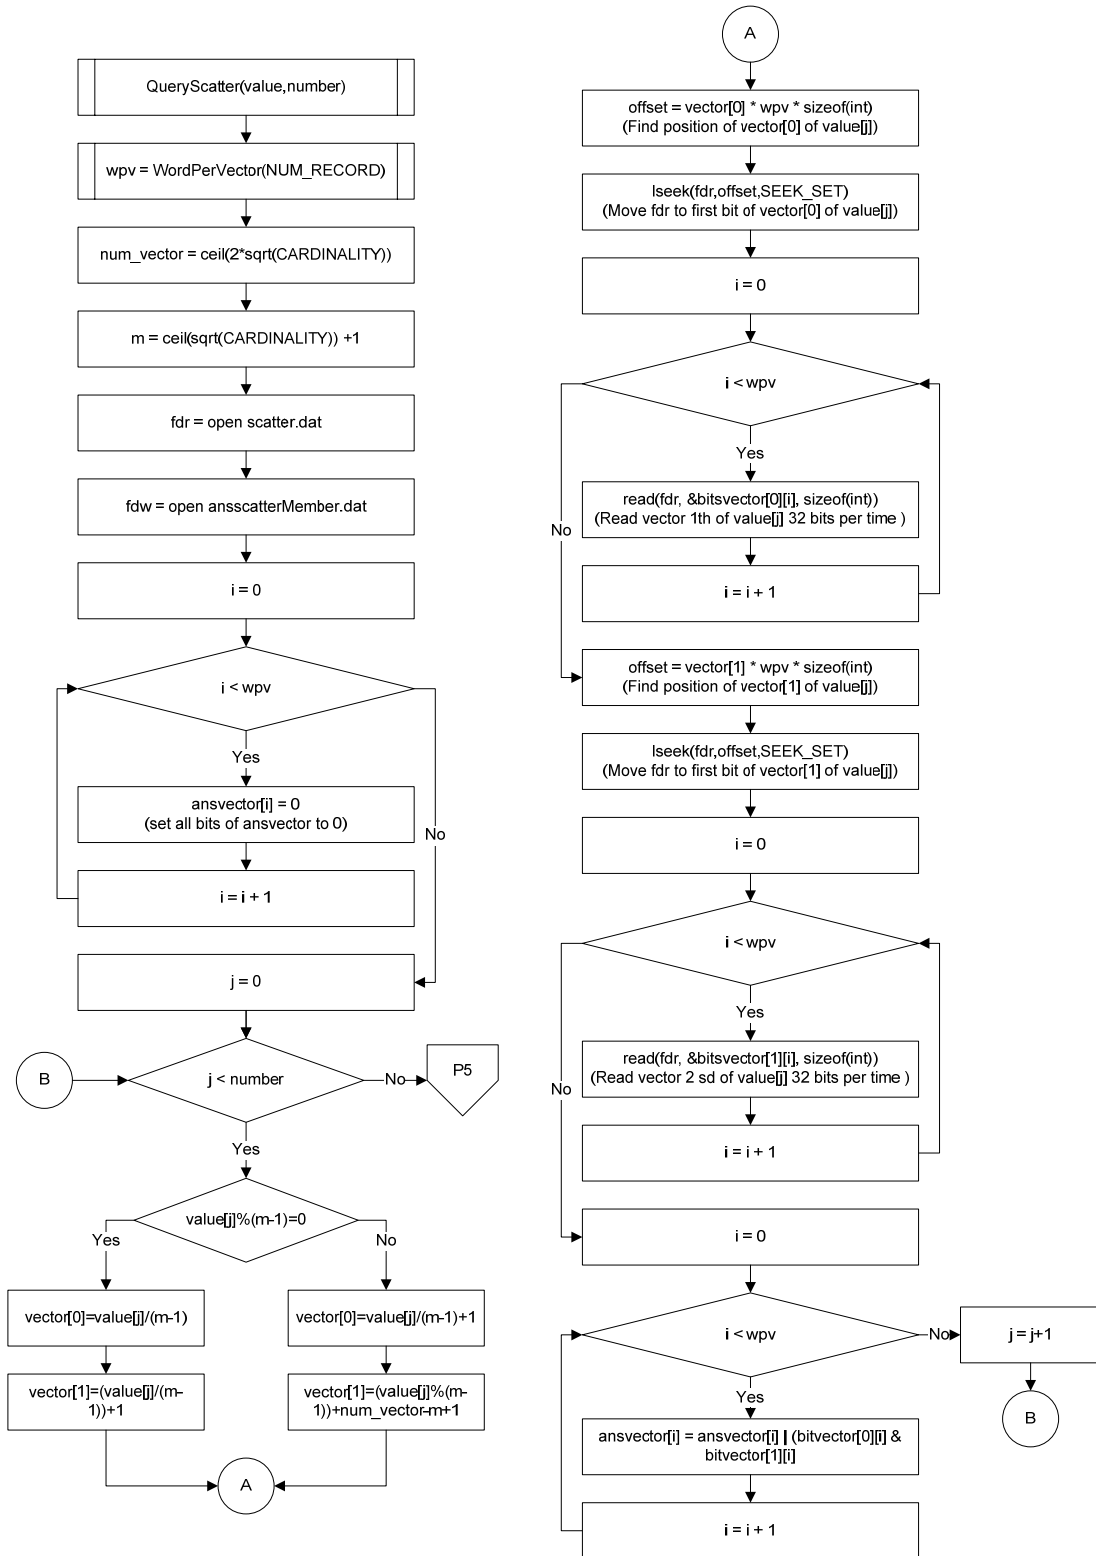 QueryScatter(value,number)
wpv = WordPerVector(NUM_RECORD)
num_vector = ceil(2*sqrt(CARDINALITY))
m = ceil(sqrt(CARDINALITY)) +1
fdr = open scatter.dat
fdw = open ansscatterMember.dat
i = 0
i < wpv
Yes
No
ansvector[i] = 0
(set all bits of ansvector to 0)
i = i + 1
j = 0
B
j < number
No
P5
Yes
value[j]%(m-1)=0
Yes
No
vector[0]=value[j]/(m-1)
vector[0]=value[j]/(m-1)+1
vector[1]=(value[j]/(m-
1))+1
vector[1]=(value[j]%(m-
1))+num_vector-m+1
A
A
offset = vector[0] * wpv * sizeof(int)
(Find position of vector[0] of value[j])
lseek(fdr,offset,SEEK_SET)
(Move fdr to first bit of vector[0] of value[j])
i = 0
i < wpv
Yes
No
read(fdr, &bitsvector[0][i], sizeof(int))
(Read vector 1th of value[j] 32 bits per time )
i = i + 1
offset = vector[1] * wpv * sizeof(int)
(Find position of vector[1] of value[j])
lseek(fdr,offset,SEEK_SET)
(Move fdr to first bit of vector[1] of value[j])
i = 0
i < wpv
Yes
No
read(fdr, &bitsvector[1][i], sizeof(int))
(Read vector 2 sd of value[j] 32 bits per time )
i = i + 1
i = 0
i < wpv
No
j = j+1
B
Yes
ansvector[i] = ansvector[i] | (bitvector[0][i] &
bitvector[1][i]
i = i + 1